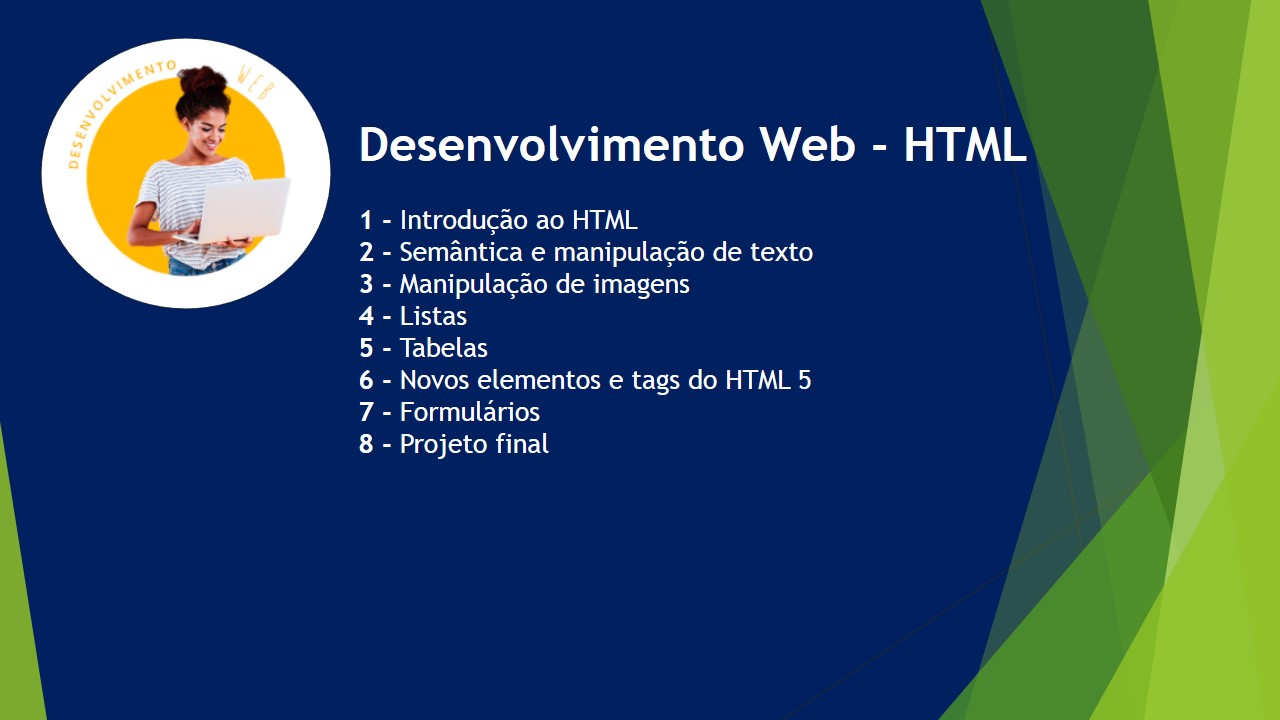 DESENVOLVIMENTO WEB
Desenvolvimento Web - HTML
1 - Introdução ao HTML
2 - Semântica e manipulação de texto
3 - Manipulação de imagens
4 - Listas
5 - Tabelas
6 - Novos elementos e tags do HTML 5
7 - Formulários
8 - Projeto final